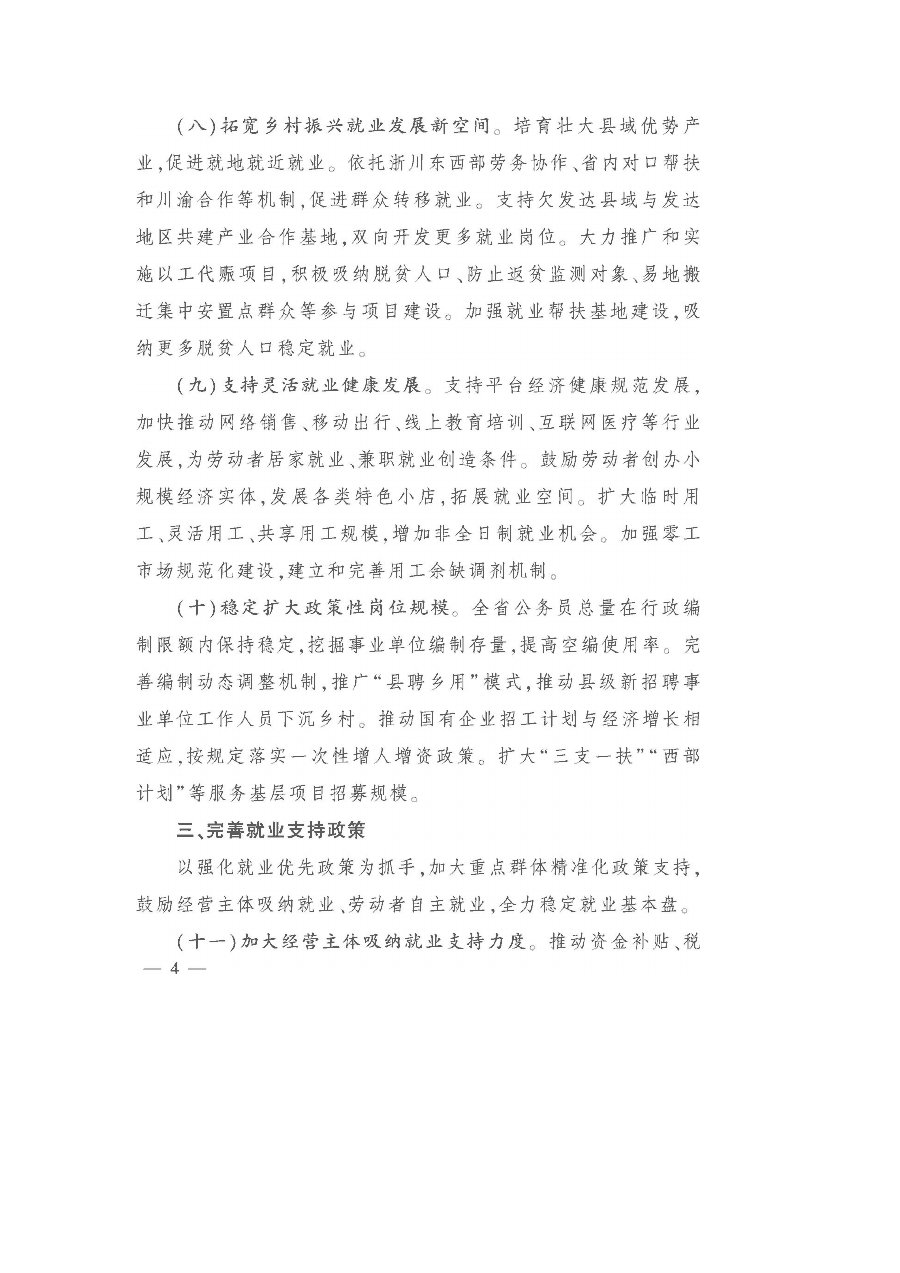 (八)拓宽乡村振兴就业发展新空间。培育壮大县域优势产
业,促进就地就近就业。依托浙川东西部劳务协作、省内对口帮扶
和川渝合作等机制,促进群众转移就业。支持欠发达县域与发达
地区共建产业合作基地,双向开发更多就业岗位。大力推广和实
施以工代赈项目,积极吸纳脱贫人口、防止返贫监测对象、易地搬
迁集中安置点群众等参与项目建设。加强就业帮扶基地建设,吸
纳更多脱贫人口稳定就业。
(九)支持灵活就业健康发展。支持平台经济健康规范发展,
加快推动网络销售、移动出行、线上教育培训、互联网医疗等行业
发展,为劳动者居家就业、兼职就业创造条件。鼓励劳动者创办小
规模经济实体,发展各类特色小店,拓展就业空间。扩大临时用
工、灵活用工、共享用工规模,增加非全日制就业机会。加强零工
市场规范化建设,建立和完善用工余缺调剂机制。
(十)稳定扩大政策性岗位规模。全省公务员总量在行政编
制限额内保持稳定,挖掘事业单位编制存量,提高空编使用率。完
善编制动态调整机制,推广“县聘乡用”模式,推动县级新招聘事
业单位工作人员下沉乡村。推动国有企业招工计划与经济增长相
适应,按规定落实一次性增人增资政策。扩大“三支一扶”“西部
计划”等服务基层项目招募规模。
三、完善就业支持政策
以强化就业优先政策为抓手,加大重点群体精准化政策支持,
鼓励经营主体吸纳就业、劳动者自主就业,全力稳定就业基本盘。
(十一)加大经营主体吸纳就业支持力度。推动资金补贴、税
— 4 —